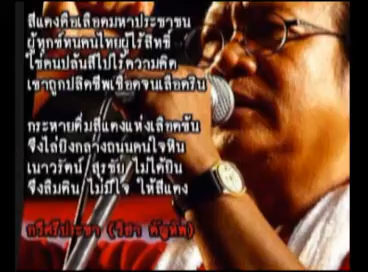 สีแดงคือเลือดมหาประชาชน
ผู้ทุกข์ทนคนไทยผู้ไร้สิทธิ์
ใช่คนปล้นสีไปไร้ความคิด
เขาถูกปลิดชีพเชือดจนเลือดริน
กระหายดื่มสีแดงแห่งเลือดข้น
จึงไล่ยิงกลางถนนคนใจหิน
เนาวรัตน์ สุรชัย ไม่ได้ยิน
จึงลืมดิน ไม่มีใจ ให้สีแดง